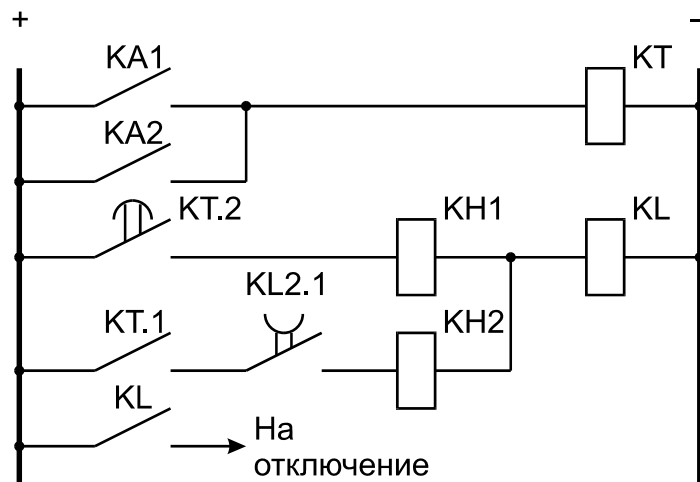 + –
KA1 KT
KA2
KT.2 KH1 KL
KL2.1
KT.1 KH2
KL
На
отключение